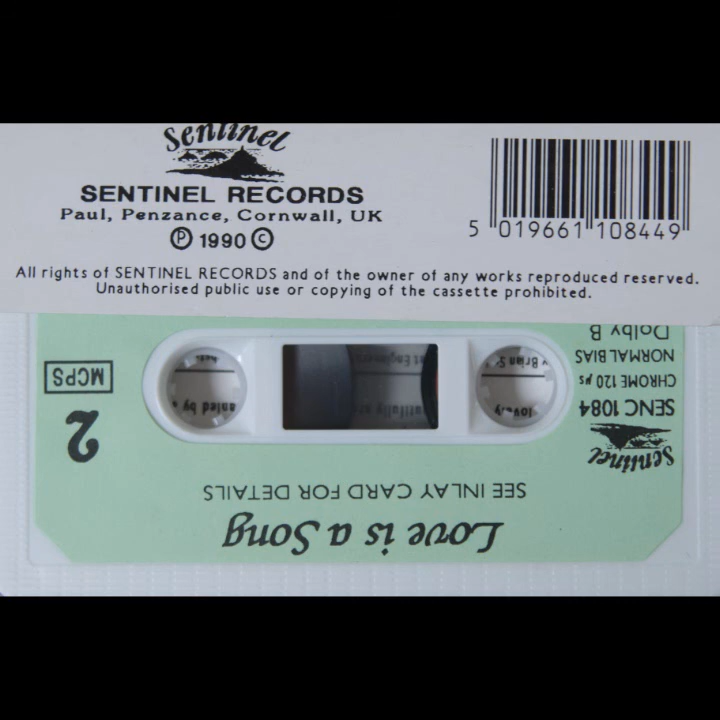 Sentinel
SENTINEL RECORDS
Paul, Penzance, Cornwall, UK
Ⓟ 1990 ©
5 019661 108449
All rights of SENTINEL RECORDS and of the owner of any works reproduced reserved.
Unauthorised public use or copying of the cassette prohibited.
Love is a Song
SEE INLAY CARD FOR DETAILS
Sentinel
SENC 1084
CHROME 120 µs
NORMAL BIAS
Dolby B
2
MCPS